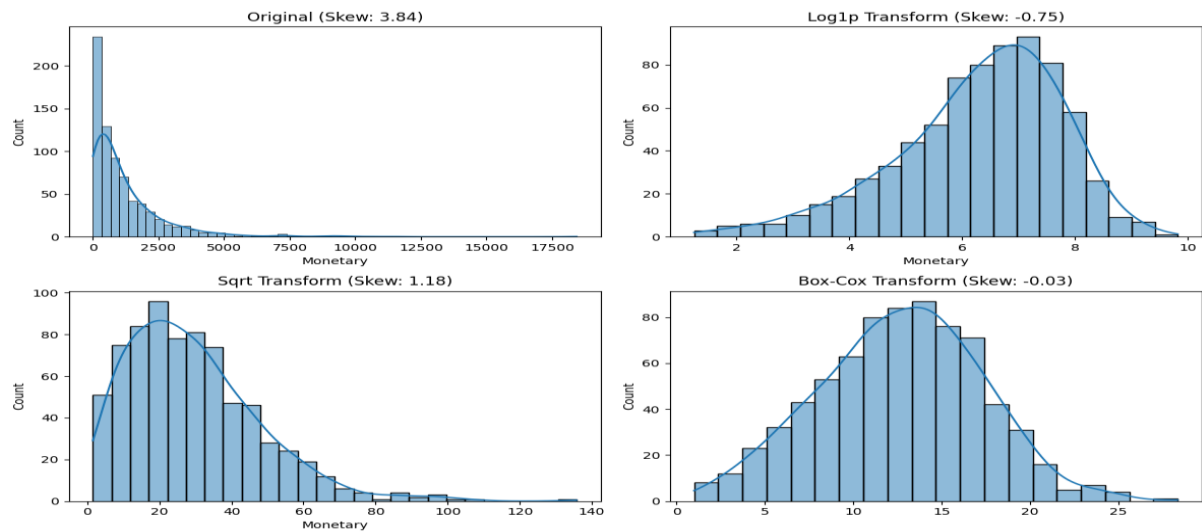 Original (Skew: 3.84)
200
150
100
50
0
Count
0 2500 5000 7500 10000 12500 15000 17500
Monetary
Log1p Transform (Skew: -0.75)
80
60
40
20
0
Count
2 4 6 8 10
Monetary
Sqrt Transform (Skew: 1.18)
100
80
60
40
20
0
Count
0 20 40 60 80 100 120 140
Monetary
Box-Cox Transform (Skew: -0.03)
80
60
40
20
0
Count
0 5 10 15 20 25